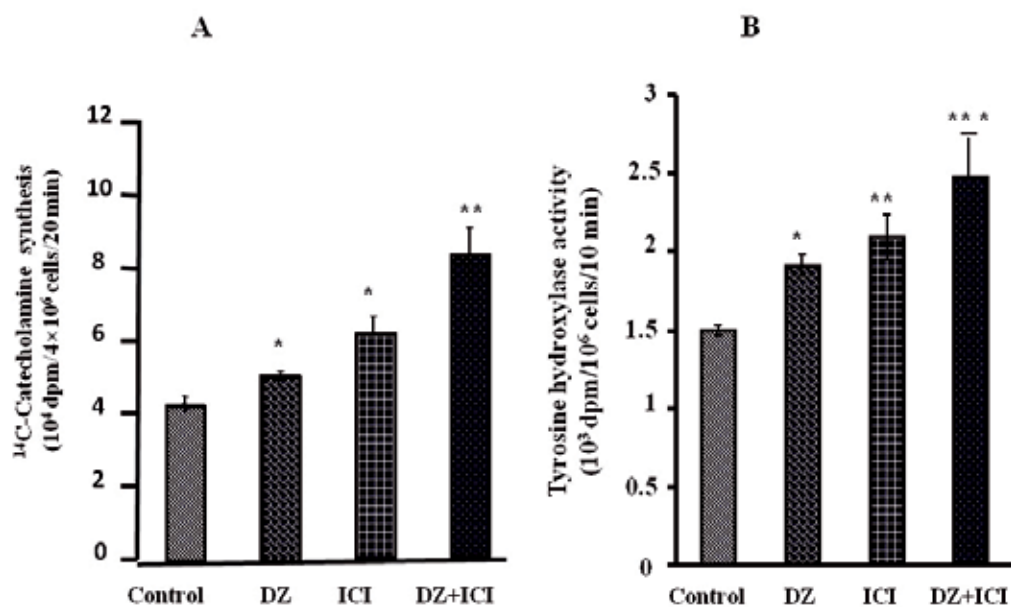 A
¹⁴C-Catecholamine synthesis
(10⁴ dpm/4×10⁶ cells/20min)
12
10
8
6
4
2
0
*
*
**
Control DZ ICI DZ+ICI
B
Tyrosine hydroxylase activity
(10³ dpm/10⁶ cells/10 min)
3
2.5
2
1.5
1
0.5
0
*
**
** *
Control DZ ICI DZ+ICI